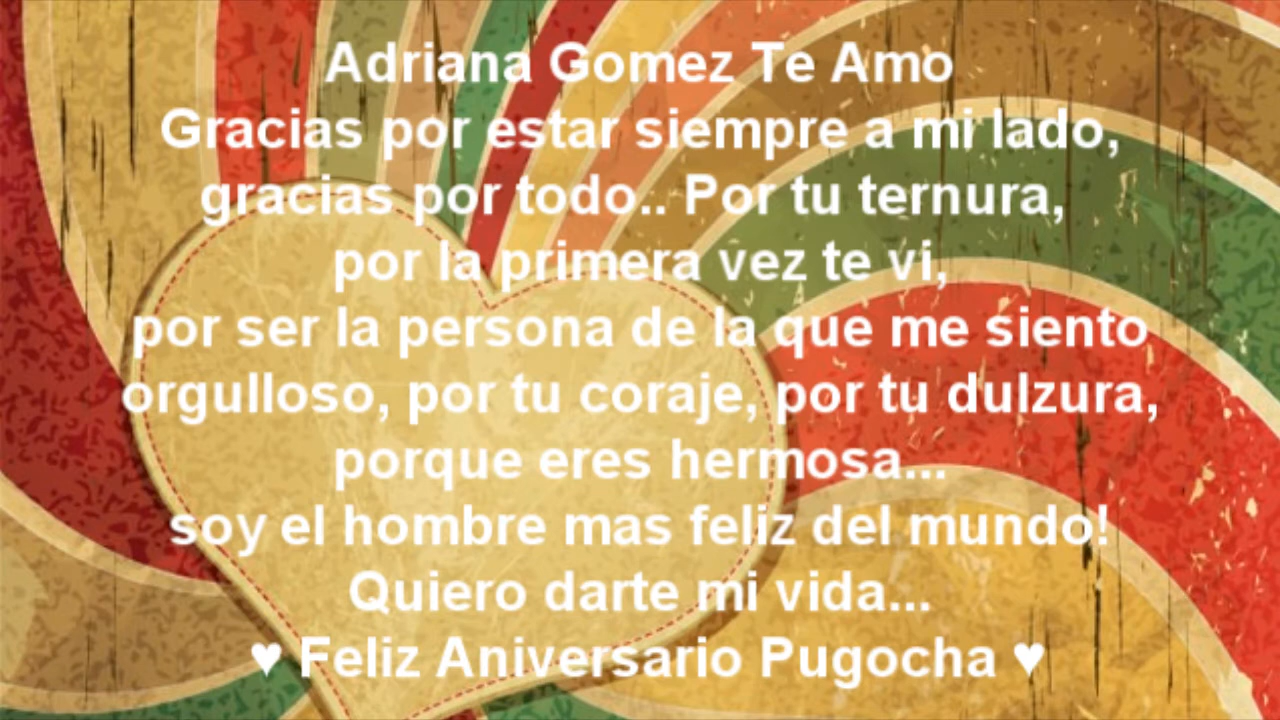 Adriana Gomez Te Amo
Gracias por estar siempre a mi lado,
gracias por todo.. Por tu ternura,
por la primera vez te vi,
por ser la persona de la que me siento
orgulloso, por tu coraje, por tu dulzura,
porque eres hermosa...
soy el hombre mas feliz del mundo!
Quiero darte mi vida...
♥ Feliz Aniversario Pugocha ♥